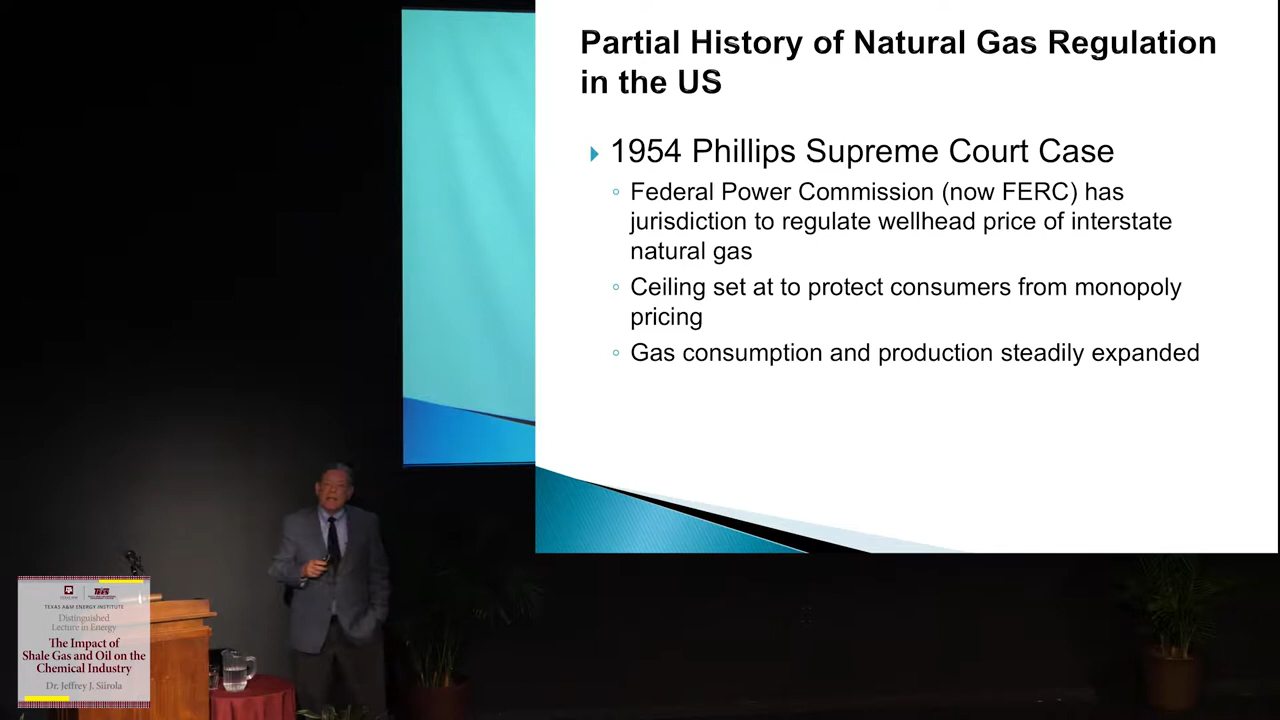 Partial History of Natural Gas Regulation
in the US
1954 Phillips Supreme Court Case
Federal Power Commission (now FERC) has
jurisdiction to regulate wellhead price of interstate
natural gas
Ceiling set at to protect consumers from monopoly
pricing
Gas consumption and production steadily expanded
TEXAS A&M ENERGY INSTITUTE
Distinguished
Lecture in Energy
The Impact of
Shale Gas and Oil on the
Chemical Industry
Dr. Jeffrey J. Siirola